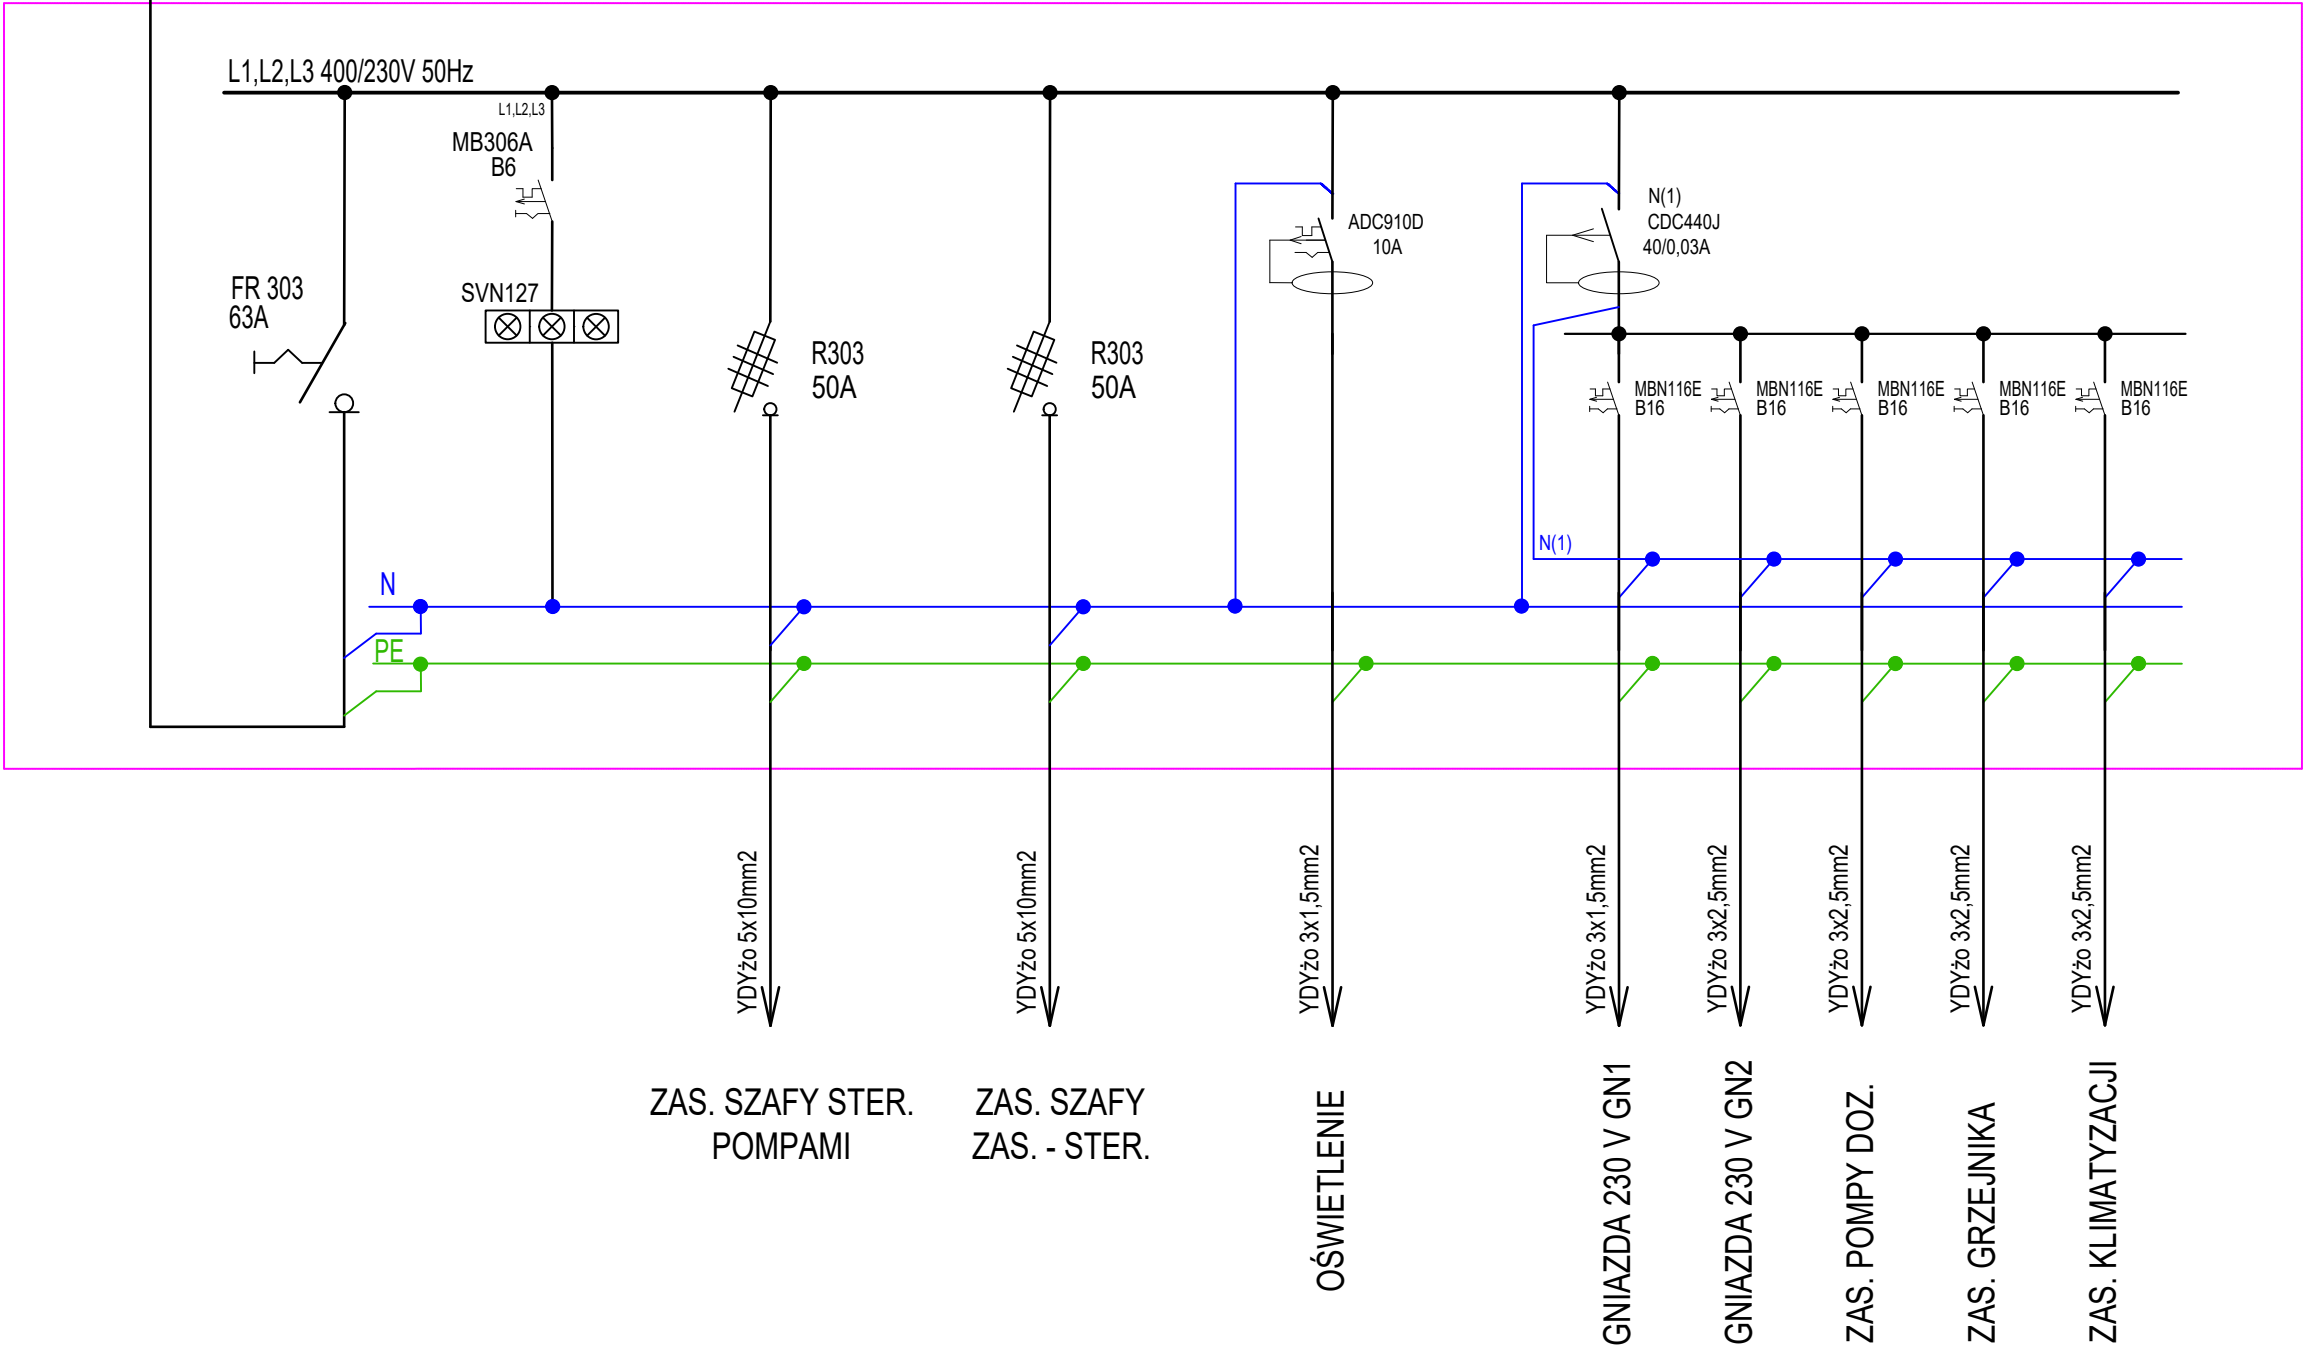 L1,L2,L3 400/230V 50Hz
L1,L2,L3
MB306A
B6
FR 303
63A
SVN127
R303
50A
R303
50A
ADC910D
10A
N(1)
CDC440J
40/0,03A
MBN116E
B16
MBN116E
B16
MBN116E
B16
MBN116E
B16
MBN116E
B16
N(1)
N
PE
YDYżo 5x10mm2
YDYżo 5x10mm2
YDYżo 3x1,5mm2
YDYżo 3x1,5mm2
YDYżo 3x2,5mm2
YDYżo 3x2,5mm2
YDYżo 3x2,5mm2
YDYżo 3x2,5mm2
ZAS. SZAFY STER.
POMPAMI
ZAS. SZAFY
ZAS. - STER.
OŚWIETLENIE
GNIAZDA 230 V GN1
GNIAZDA 230 V GN2
ZAS. POMPY DOZ.
ZAS. GRZEJNIKA
ZAS. KLIMATYZACJI